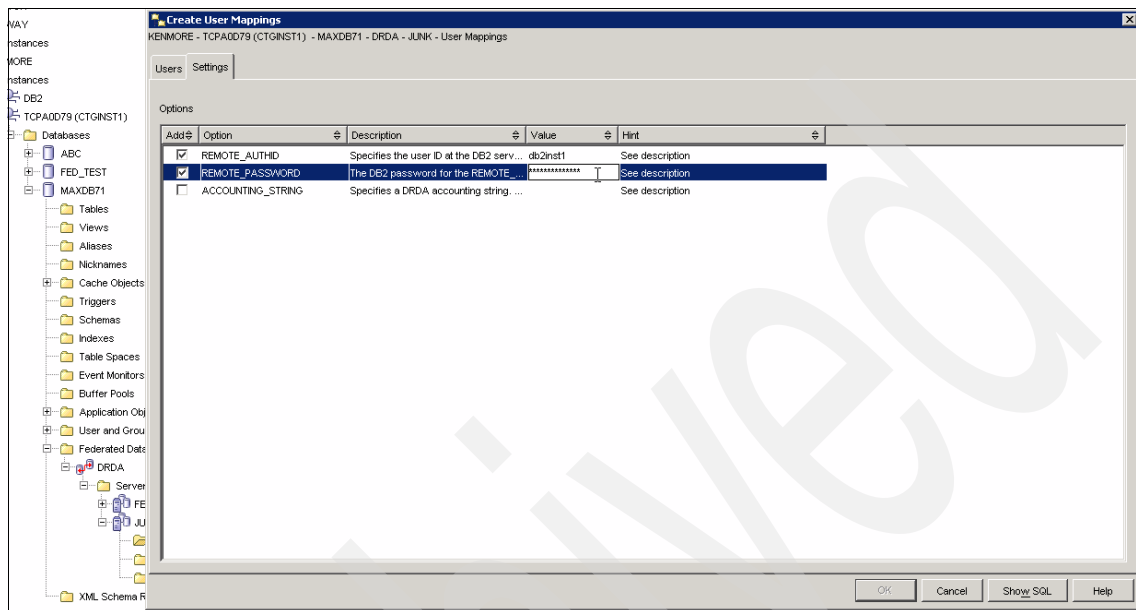 WAY
nstances
MORE
nstances
DB2
TCPA0D79 (CTGINST1)
Databases
ABC
FED_TEST
MAXDB71
Tables
Views
Aliases
Nicknames
Cache Objects
Triggers
Schemas
Indexes
Table Spaces
Event Monitors
Buffer Pools
Application Obj
User and Grou
Federated Data
DRDA
Server
FE
JU
XML Schema R
Create User Mappings
KENMORE - TCPA0D79 (CTGINST1) - MAXDB71 - DRDA - JUNK - User Mappings
Users Settings
Options
Add Option Description Value Hint
REMOTE_AUTHID Specifies the user ID at the DB2 serv... db2inst1 See description
REMOTE_PASSWORD The DB2 password for the REMOTE_... ************** See description
ACCOUNTING_STRING Specifies a DRDA accounting string. ... See description
OK Cancel Show SQL Help